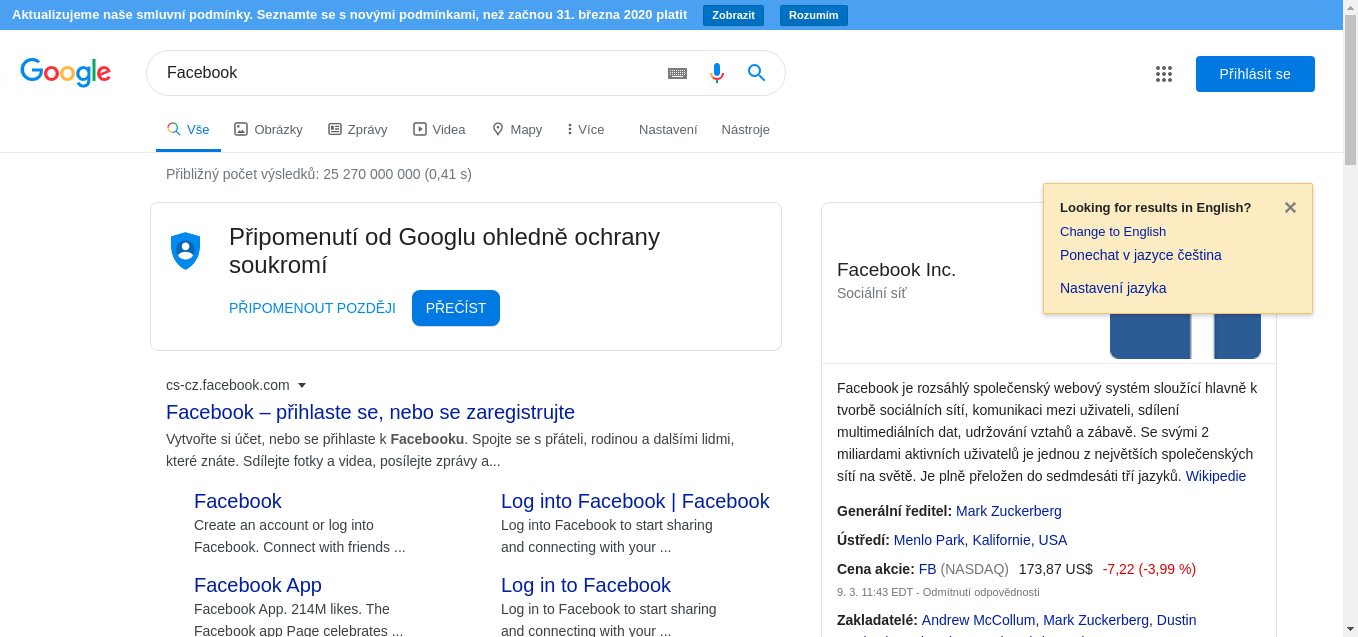 Aktualizujeme naše smluvní podmínky. Seznamte se s novými podmínkami, než začnou 31. března 2020 platit Zobrazit Rozumím
Google
Facebook
Přihlásit se
Vše Obrázky Zprávy Videa Mapy Více Nastavení Nástroje
Přibližný počet výsledků: 25 270 000 000 (0,41 s)
Připomenutí od Googlu ohledně ochrany
soukromí
PŘIPOMENOUT POZDĚJI PŘEČÍST
cs-cz.facebook.com
Facebook – přihlaste se, nebo se zaregistrujte
Vytvořte si účet, nebo se přihlaste k Facebooku. Spojte se s přáteli, rodinou a dalšími lidmi,
které znáte. Sdílejte fotky a videa, posílejte zprávy a...
Facebook
Create an account or log into
Facebook. Connect with friends ...
Log into Facebook | Facebook
Log into Facebook to start sharing
and connecting with your ...
Facebook App
Facebook App. 214M likes. The
Facebook app Page celebrates ...
Log in to Facebook
Log in to Facebook to start sharing
and connecting with your ...
Looking for results in English?
Change to English
Ponechat v jazyce čeština
Nastavení jazyka
Facebook Inc.
Sociální síť
Facebook je rozsáhlý společenský webový systém sloužící hlavně k
tvorbě sociálních sítí, komunikaci mezi uživateli, sdílení
multimediálních dat, udržování vztahů a zábavě. Se svými 2
miliardami aktivních uživatelů je jednou z největších společenských
sítí na světě. Je plně přeložen do sedmdesáti tří jazyků. Wikipedie
Generální ředitel: Mark Zuckerberg
Ústředí: Menlo Park, Kalifornie, USA
Cena akcie: FB (NASDAQ) 173,87 US$ -7,22 (-3,99 %)
9. 3. 11:43 EDT - Odmítnutí odpovědnosti
Zakladatelé: Andrew McCollum, Mark Zuckerberg, Dustin